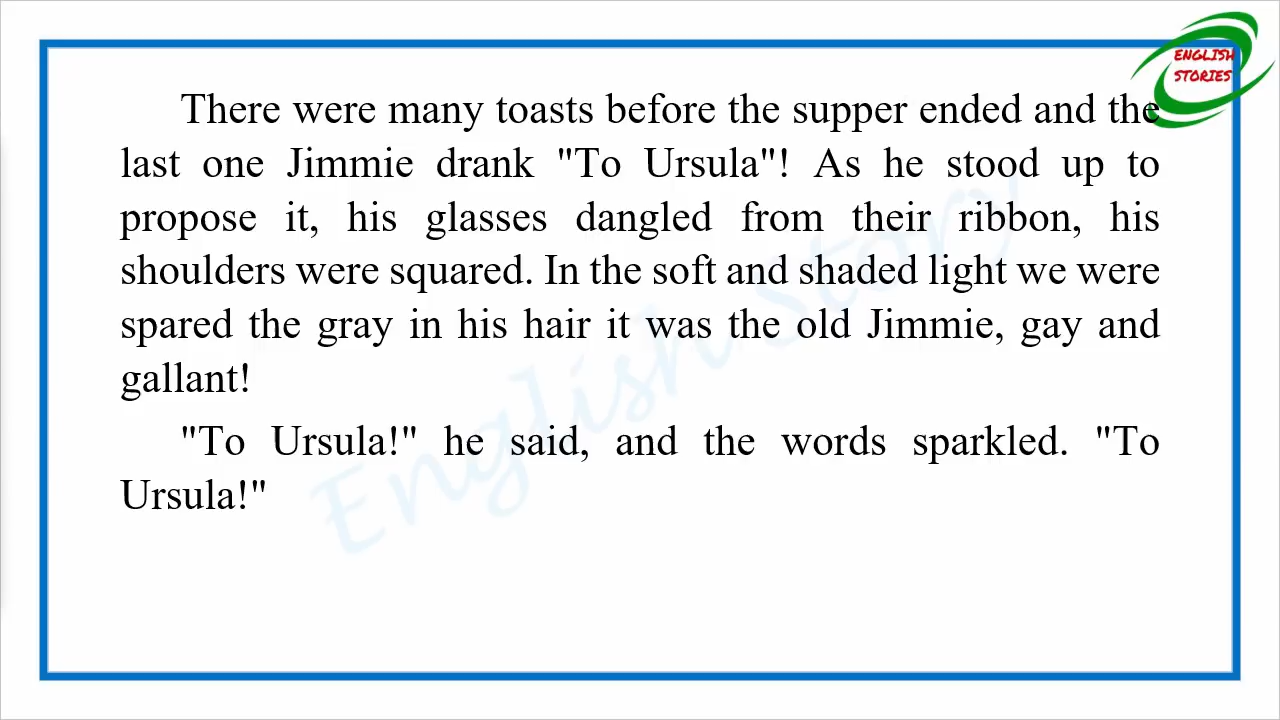 ENGLISH
STORIES
There were many toasts before the supper ended and the
last one Jimmie drank "To Ursula"! As he stood up to
propose it, his glasses dangled from their ribbon, his
shoulders were squared. In the soft and shaded light we were
spared the gray in his hair it was the old Jimmie, gay and
gallant!
"To Ursula!" he said, and the words sparkled. "To
Ursula!"
English Story